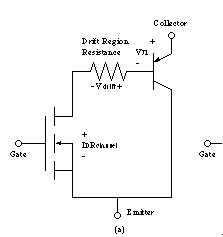 Collector
Drift Region
Resistance
+
VJ1
-
- Vdrift +
+
IDRchannel
-
Gate
Gate
Emitter
(a)